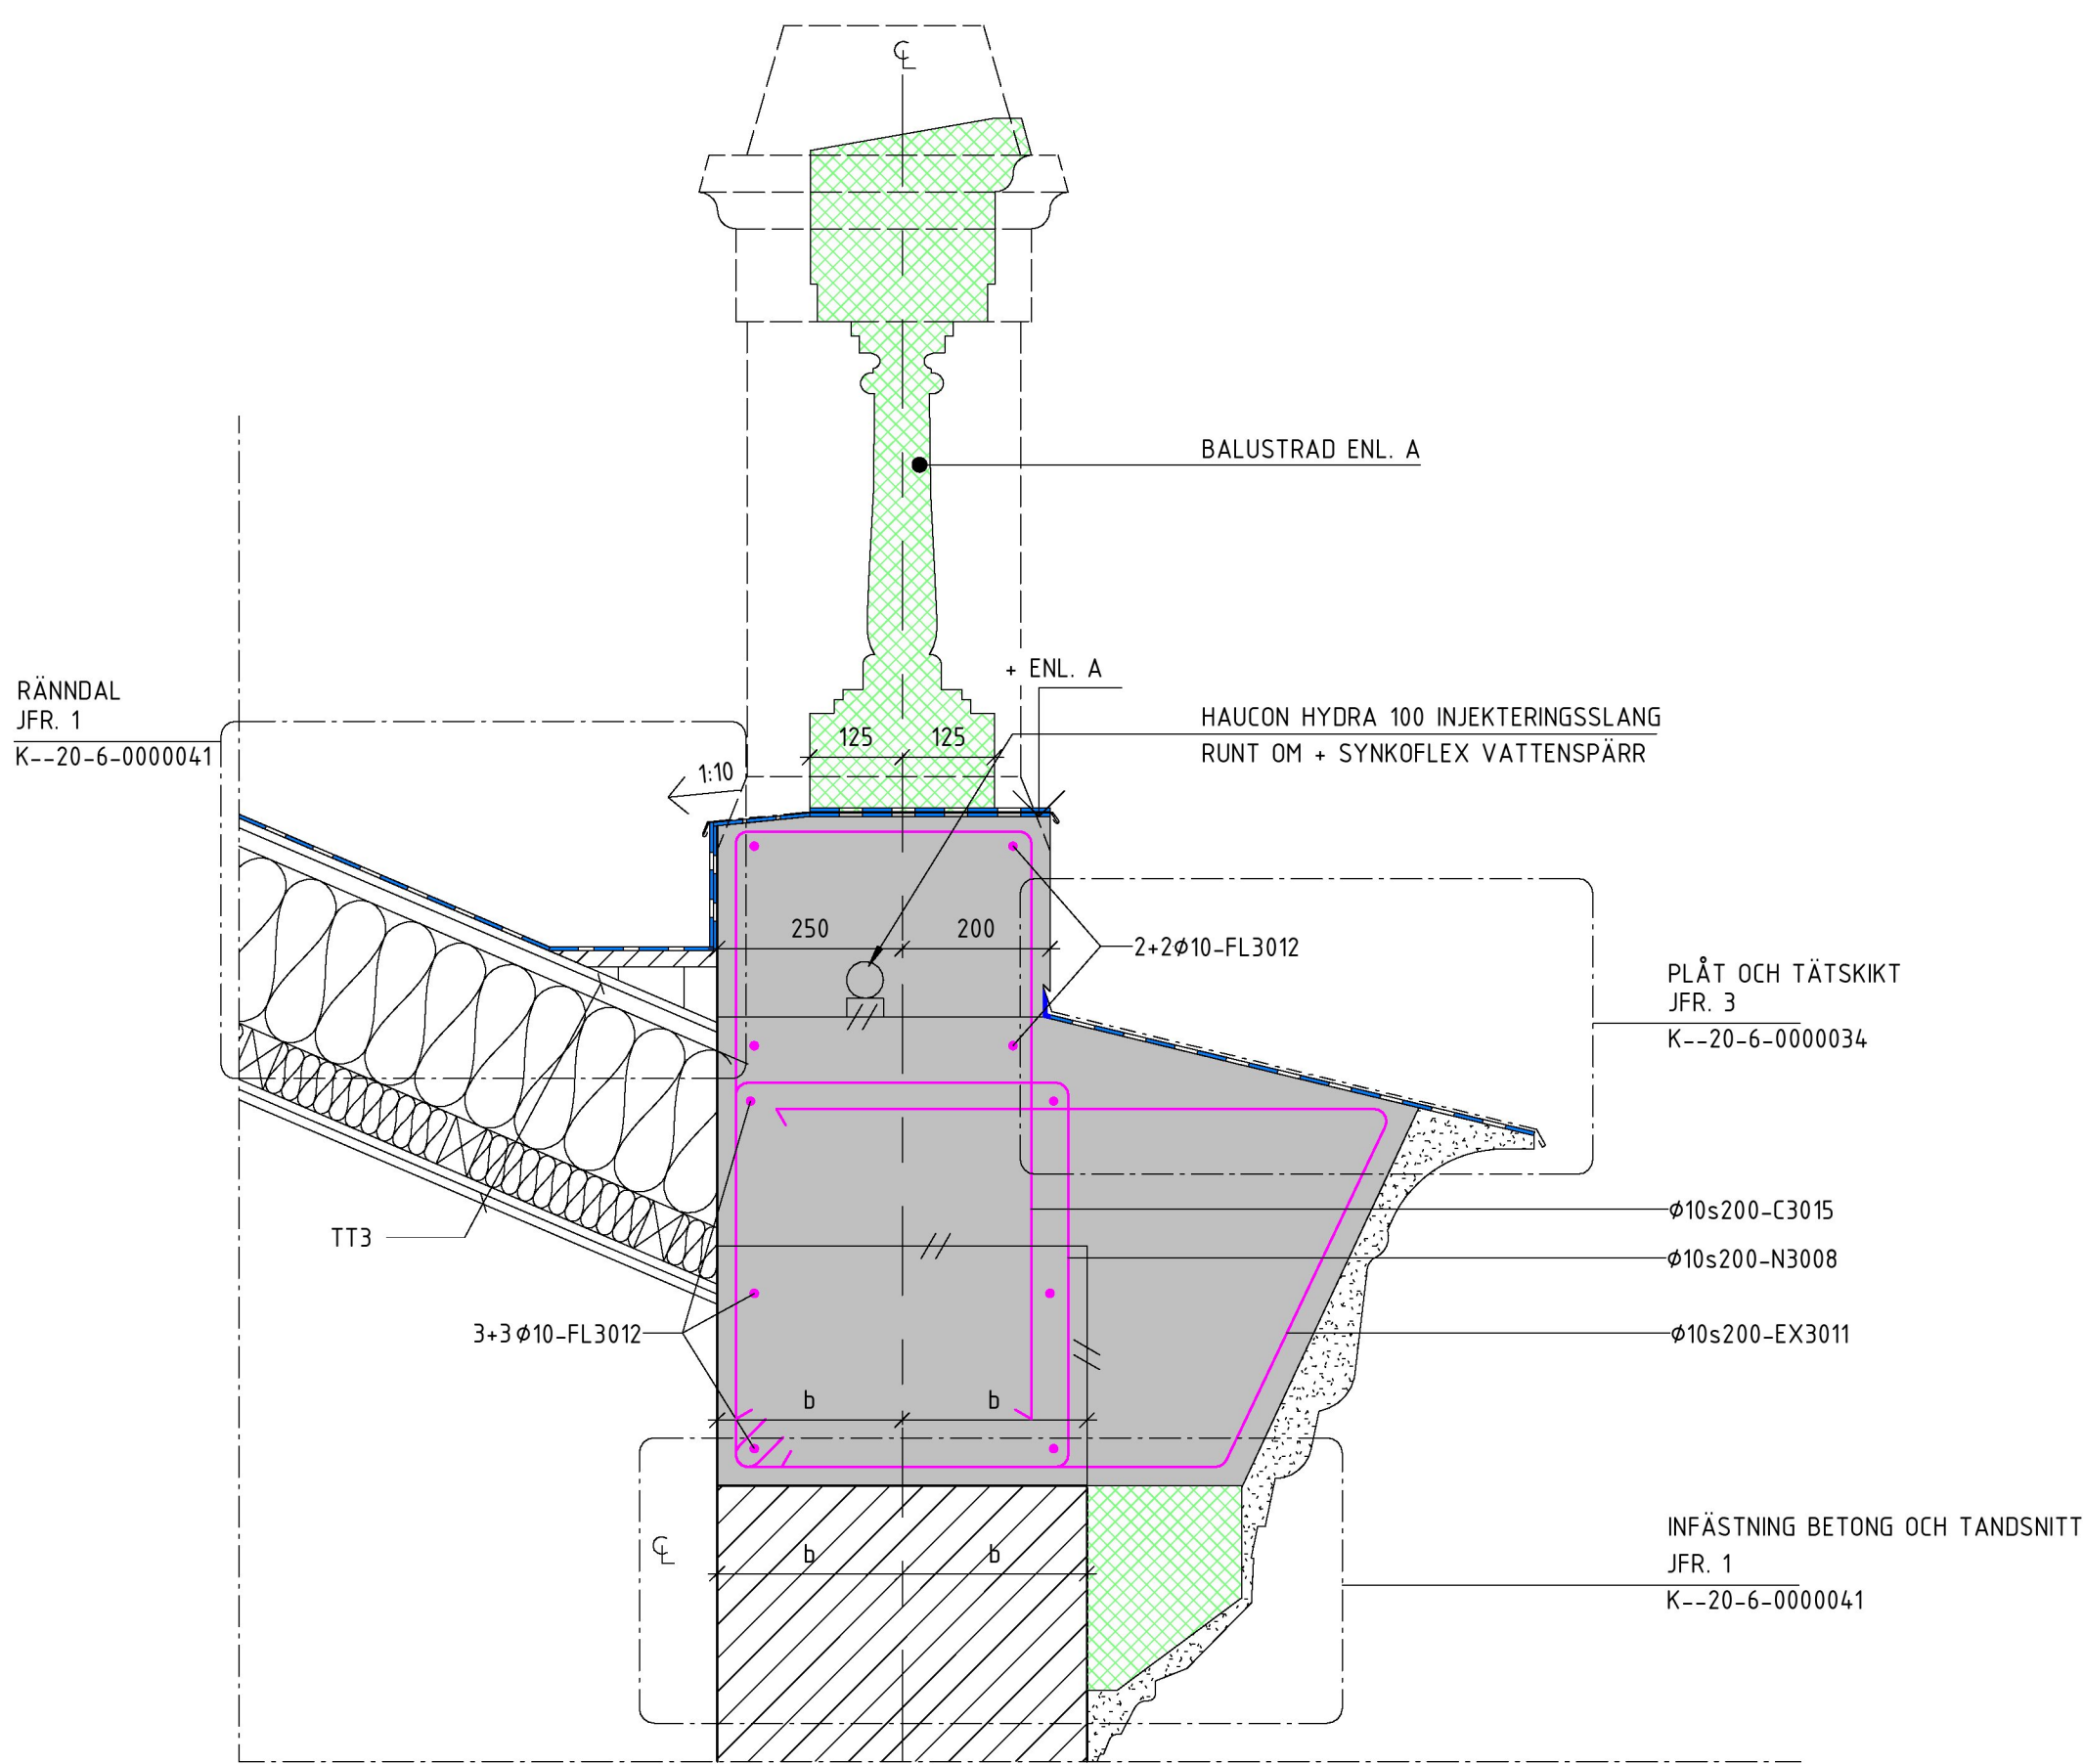 ℄
BALUSTRAD ENL. A
+ ENL. A
RÄNNDAL
JFR. 1
K--20-6-0000041
HAUCON HYDRA 100 INJEKTERINGSSLANG
RUNT OM + SYNKOFLEX VATTENSPÄRR
125 125
1:10
250 200
2+2ϕ10-FL3012
PLÅT OCH TÄTSKIKT
JFR. 3
K--20-6-0000034
ϕ10s200-C3015
TT3
ϕ10s200-N3008
3+3ϕ10-FL3012
ϕ10s200-EX3011
b b
INFÄSTNING BETONG OCH TANDSNITT
JFR. 1
K--20-6-0000041
℄
b b